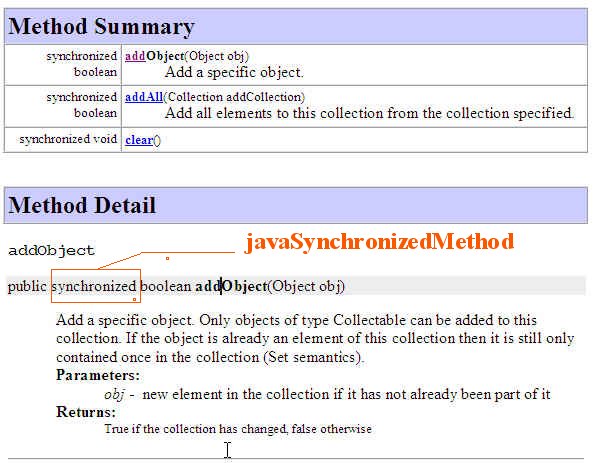 Method Summary
synchronized boolean addObject(Object obj)
Add a specific object.
synchronized boolean addAll(Collection addCollection)
Add all elements to this collection from the collection specified.
synchronized void clear()
Method Detail
javaSynchronizedMethod
addObject
public synchronized boolean addObject(Object obj)
Add a specific object. Only objects of type Collectable can be added to this
collection. If the object is already an element of this collection then it is still only
contained once in the collection (Set semantics).
Parameters:
obj - new element in the collection if it has not already been part of it
Returns:
True if the collection has changed, false otherwise